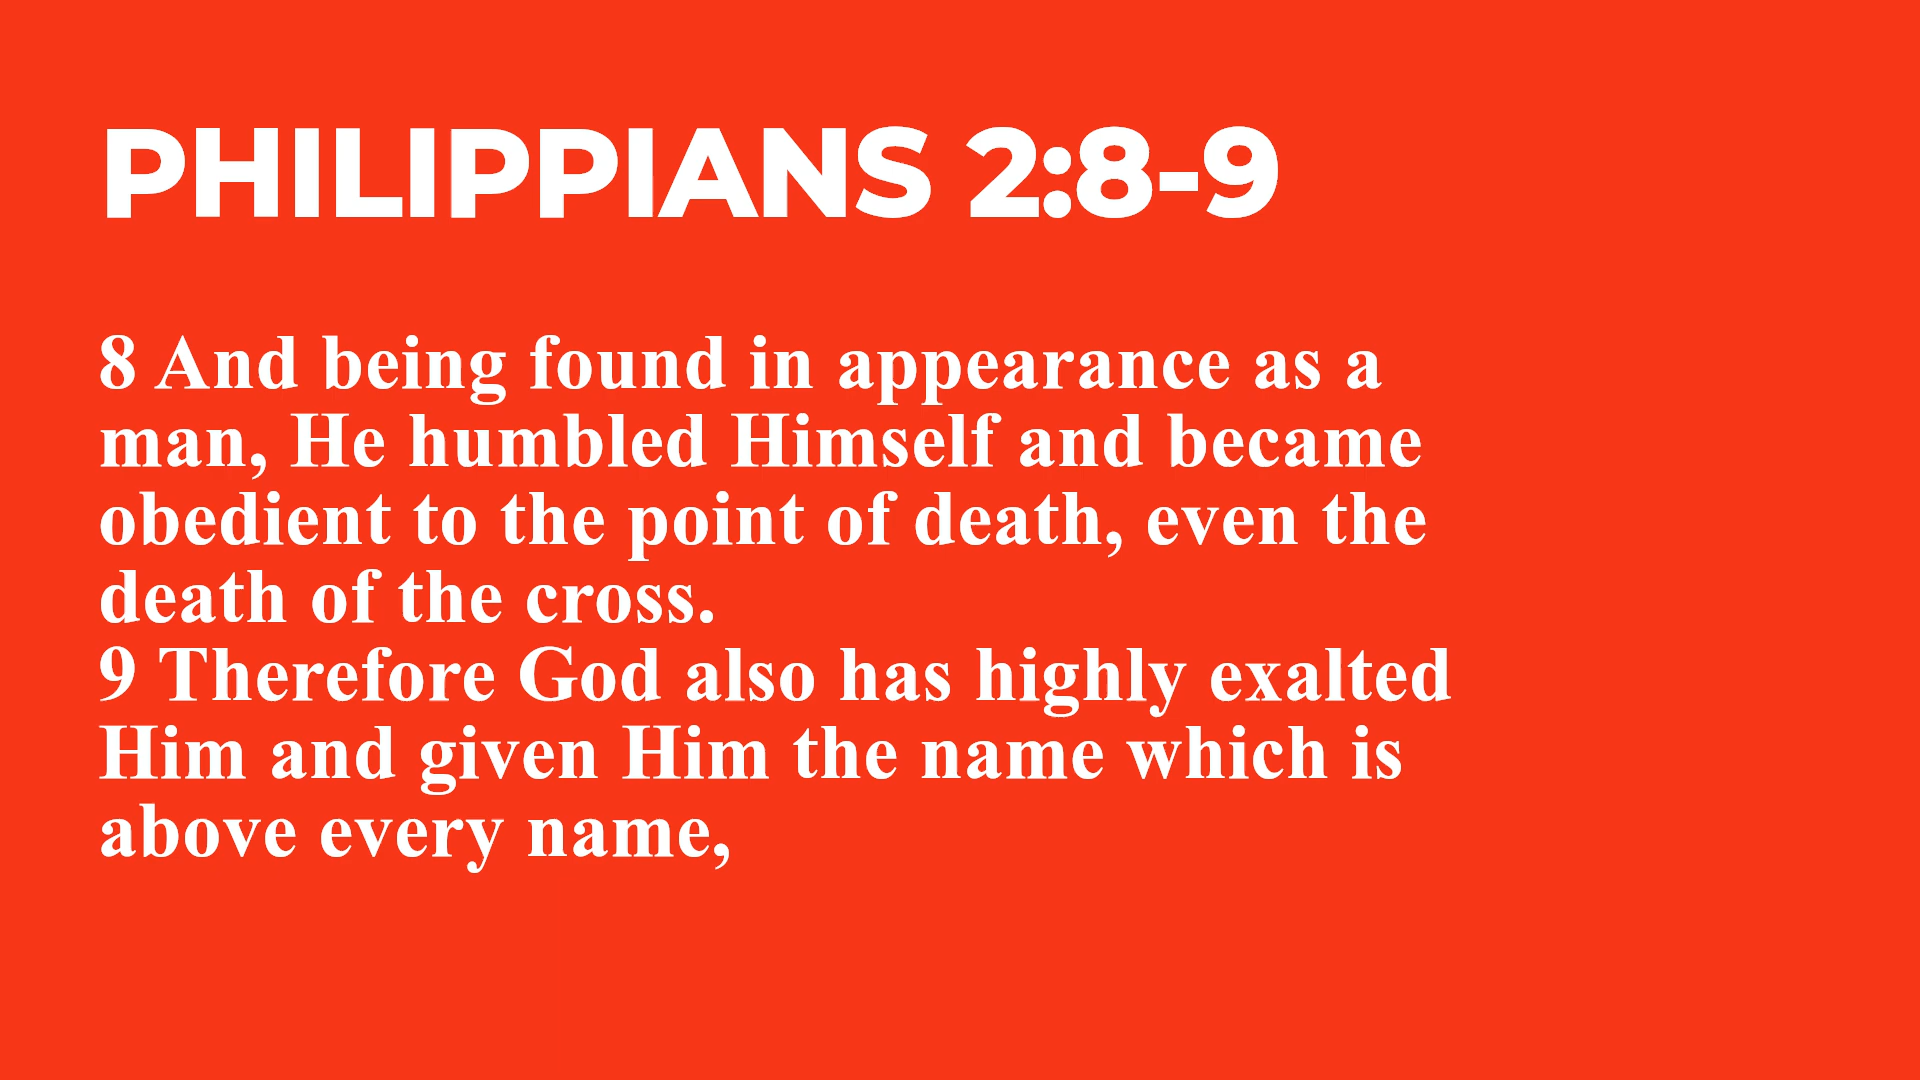 PHILIPPIANS 2:8-9
8 And being found in appearance as a
man, He humbled Himself and became
obedient to the point of death, even the
death of the cross.
9 Therefore God also has highly exalted
Him and given Him the name which is
above every name,